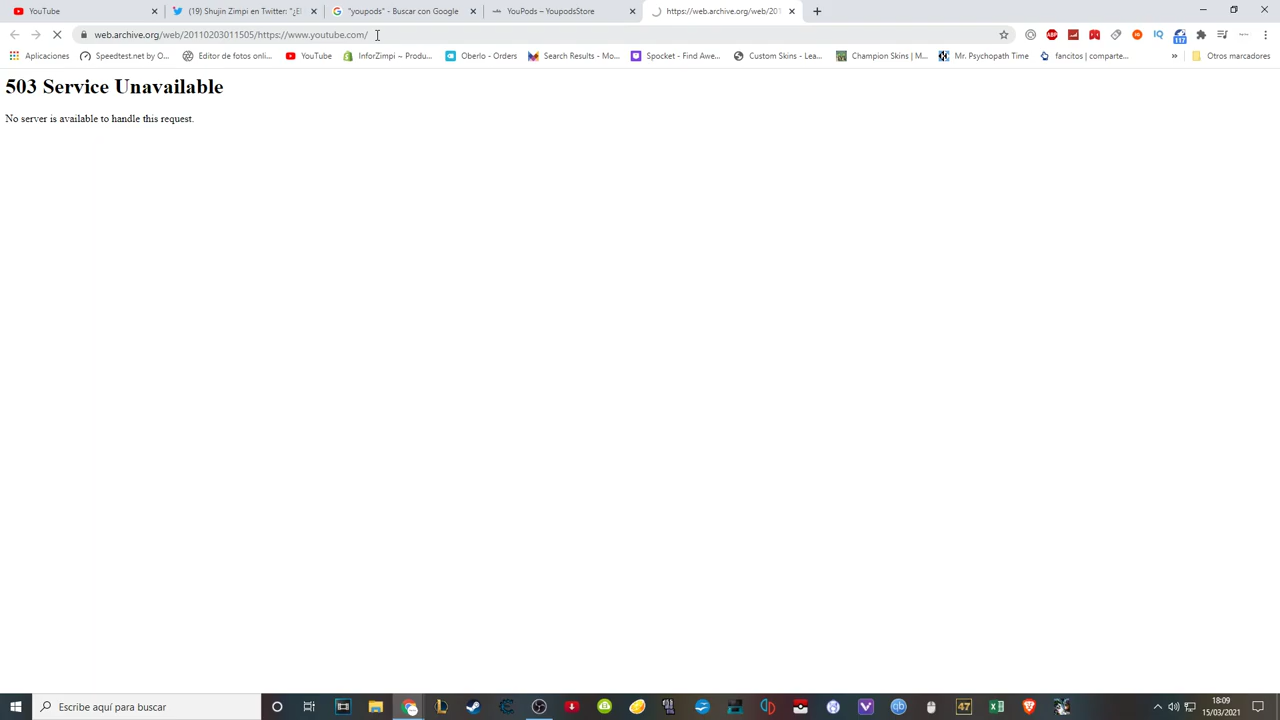 YouTube
(19) Shujin Zimpi en Twitter: "¿El
"youpods" - Buscar con Google
YouPods – YoupodsStore
https://web.archive.org/web/201
web.archive.org/web/20110203011505/https://www.youtube.com/
Aplicaciones
Speedtest.net by O...
Editor de fotos onli...
YouTube
InforZimpi ~ Produ...
Oberlo - Orders
Search Results - Mo...
Spocket - Find Awe...
Custom Skins - Lea...
Champion Skins | M...
Mr. Psychopath Time
fancitos | comparte...
»
Otros marcadores
503 Service Unavailable
No server is available to handle this request.
Escribe aquí para buscar
18:09
15/03/2021